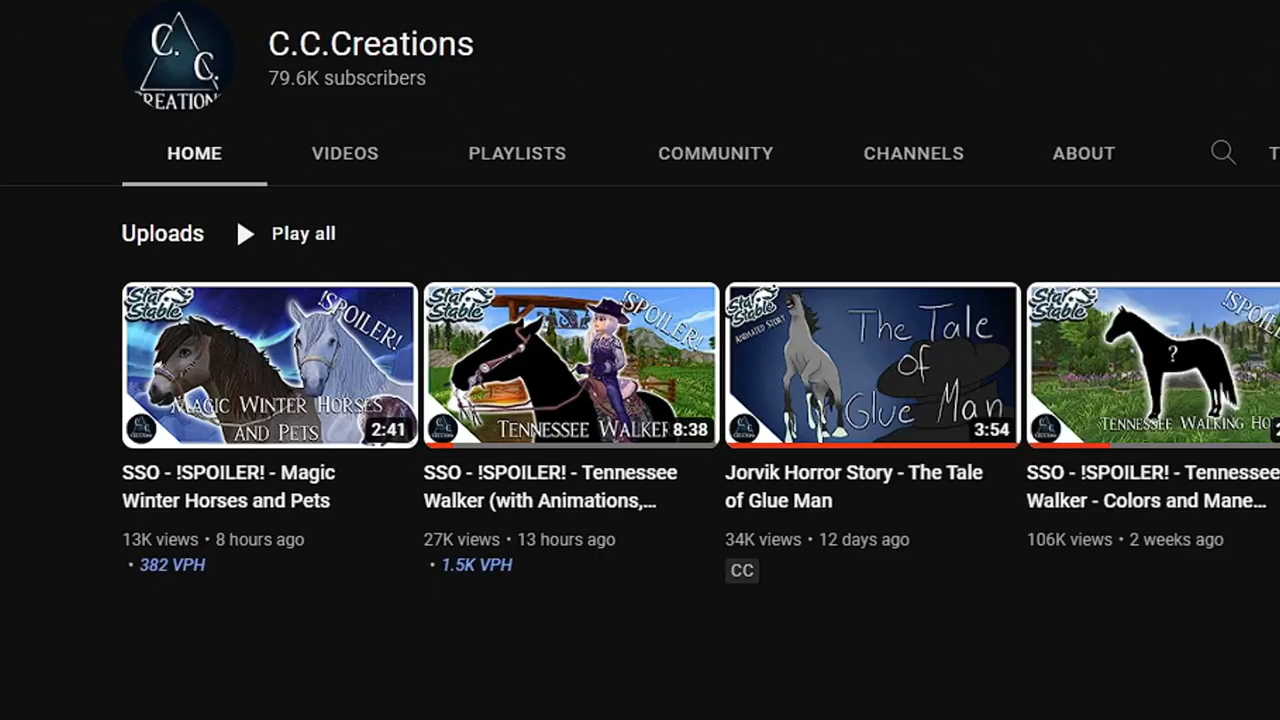 C.
C.
CREATION
C.C.Creations
79.6K subscribers
HOME
VIDEOS
PLAYLISTS
COMMUNITY
CHANNELS
ABOUT
T
Uploads
Play all
Star
Stable
!SPOILER!
MAGIC WINTER HORSES
AND PETS
2:41
Star
Stable
!SPOILER!
TENNESSEE WALKER
8:38
Star
Stable
ANIMATED STORY
The Tale
of
Glue Man
3:54
Star
Stable
!SPOILE
?
TENNESSEE WALKING HO
SSO - !SPOILER! - Magic
Winter Horses and Pets
13K views • 8 hours ago
• 382 VPH
SSO - !SPOILER! - Tennessee
Walker (with Animations,...
27K views • 13 hours ago
• 1.5K VPH
Jorvik Horror Story - The Tale
of Glue Man
34K views • 12 days ago
CC
SSO - !SPOILER! - Tennessee
Walker - Colors and Mane...
106K views • 2 weeks ago